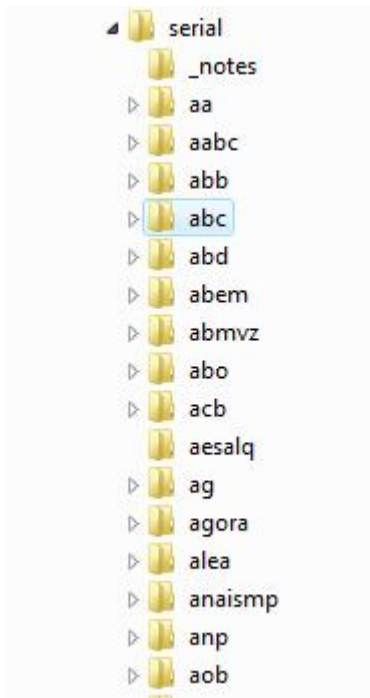 serial
_notes
aa
aabc
abb
abc
abd
abem
abmvz
abo
acb
aesalq
ag
agora
alea
anaismp
anp
aob